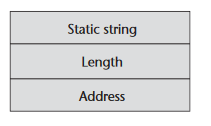 Static string
Length
Address